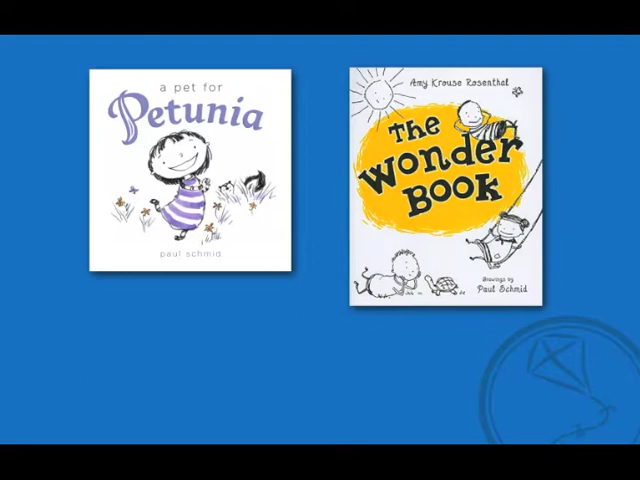 a pet for
Petunia
paul schmid
Amy Krouse Rosenthal
The
Wonder
BOOK
Drawings by
Paul Schmid